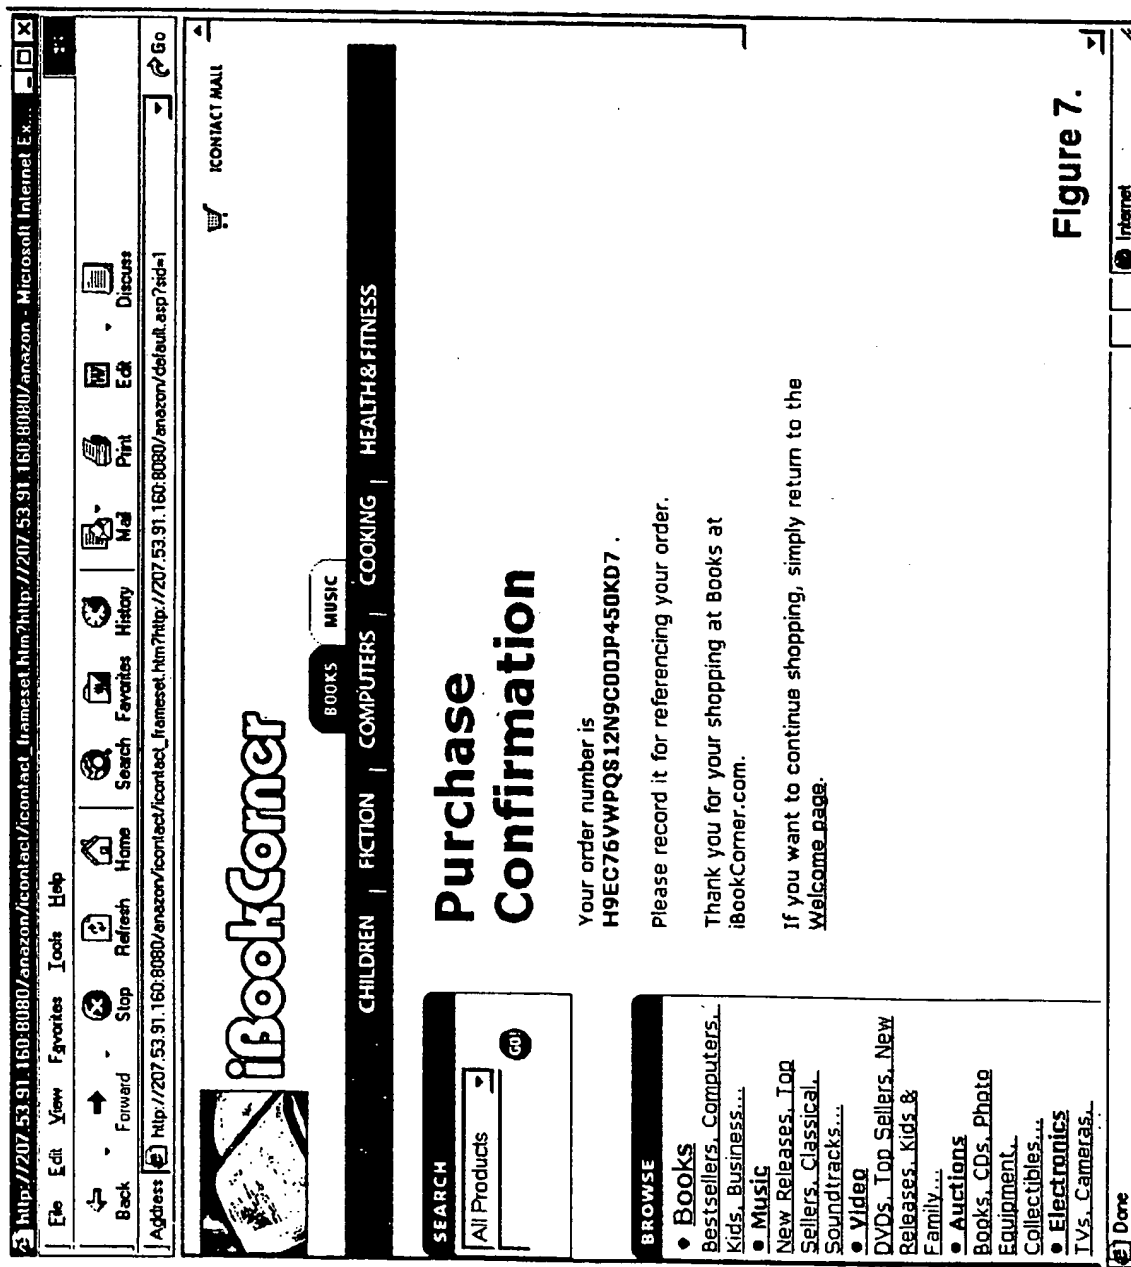 http://207.53.91.160:8080/anazon/icontact/icontact_frameset.htm?http://207.53.91.160:8080/anazon - Microsoft Internet Ex...
File Edit View Favorites Tools Help
Back Forward Stop Refresh Home Search Favorites History Mail Print Edit Discuss
Address http://207.53.91.160:8080/anazon/icontact/icontact_frameset.htm?http://207.53.91.160:8080/anazon/default.asp?sid=1 Go
iBookCorner
ICONTACT MALL
BOOKS MUSIC
CHILDREN | FICTION | COMPUTERS | COOKING | HEALTH & FITNESS
SEARCH
All Products
GO!
BROWSE
• Books
Bestsellers, Computers,
Kids, Business...
• Music
New Releases, Top
Sellers, Classical,
Soundtracks...
• Video
DVDs, Top Sellers, New
Releases, Kids &
Family...
• Auctions
Books, CDs, Photo
Equipment,
Collectibles...
• Electronics
TVs, Cameras,
Purchase
Confirmation
Your order number is
H9EC76VWPQS12N9C00JP450KD7 .
Please record it for referencing your order.
Thank you for your shopping at Books at
iBookCorner.com.
If you want to continue shopping, simply return to the
Welcome page.
Figure 7.
Done
Internet